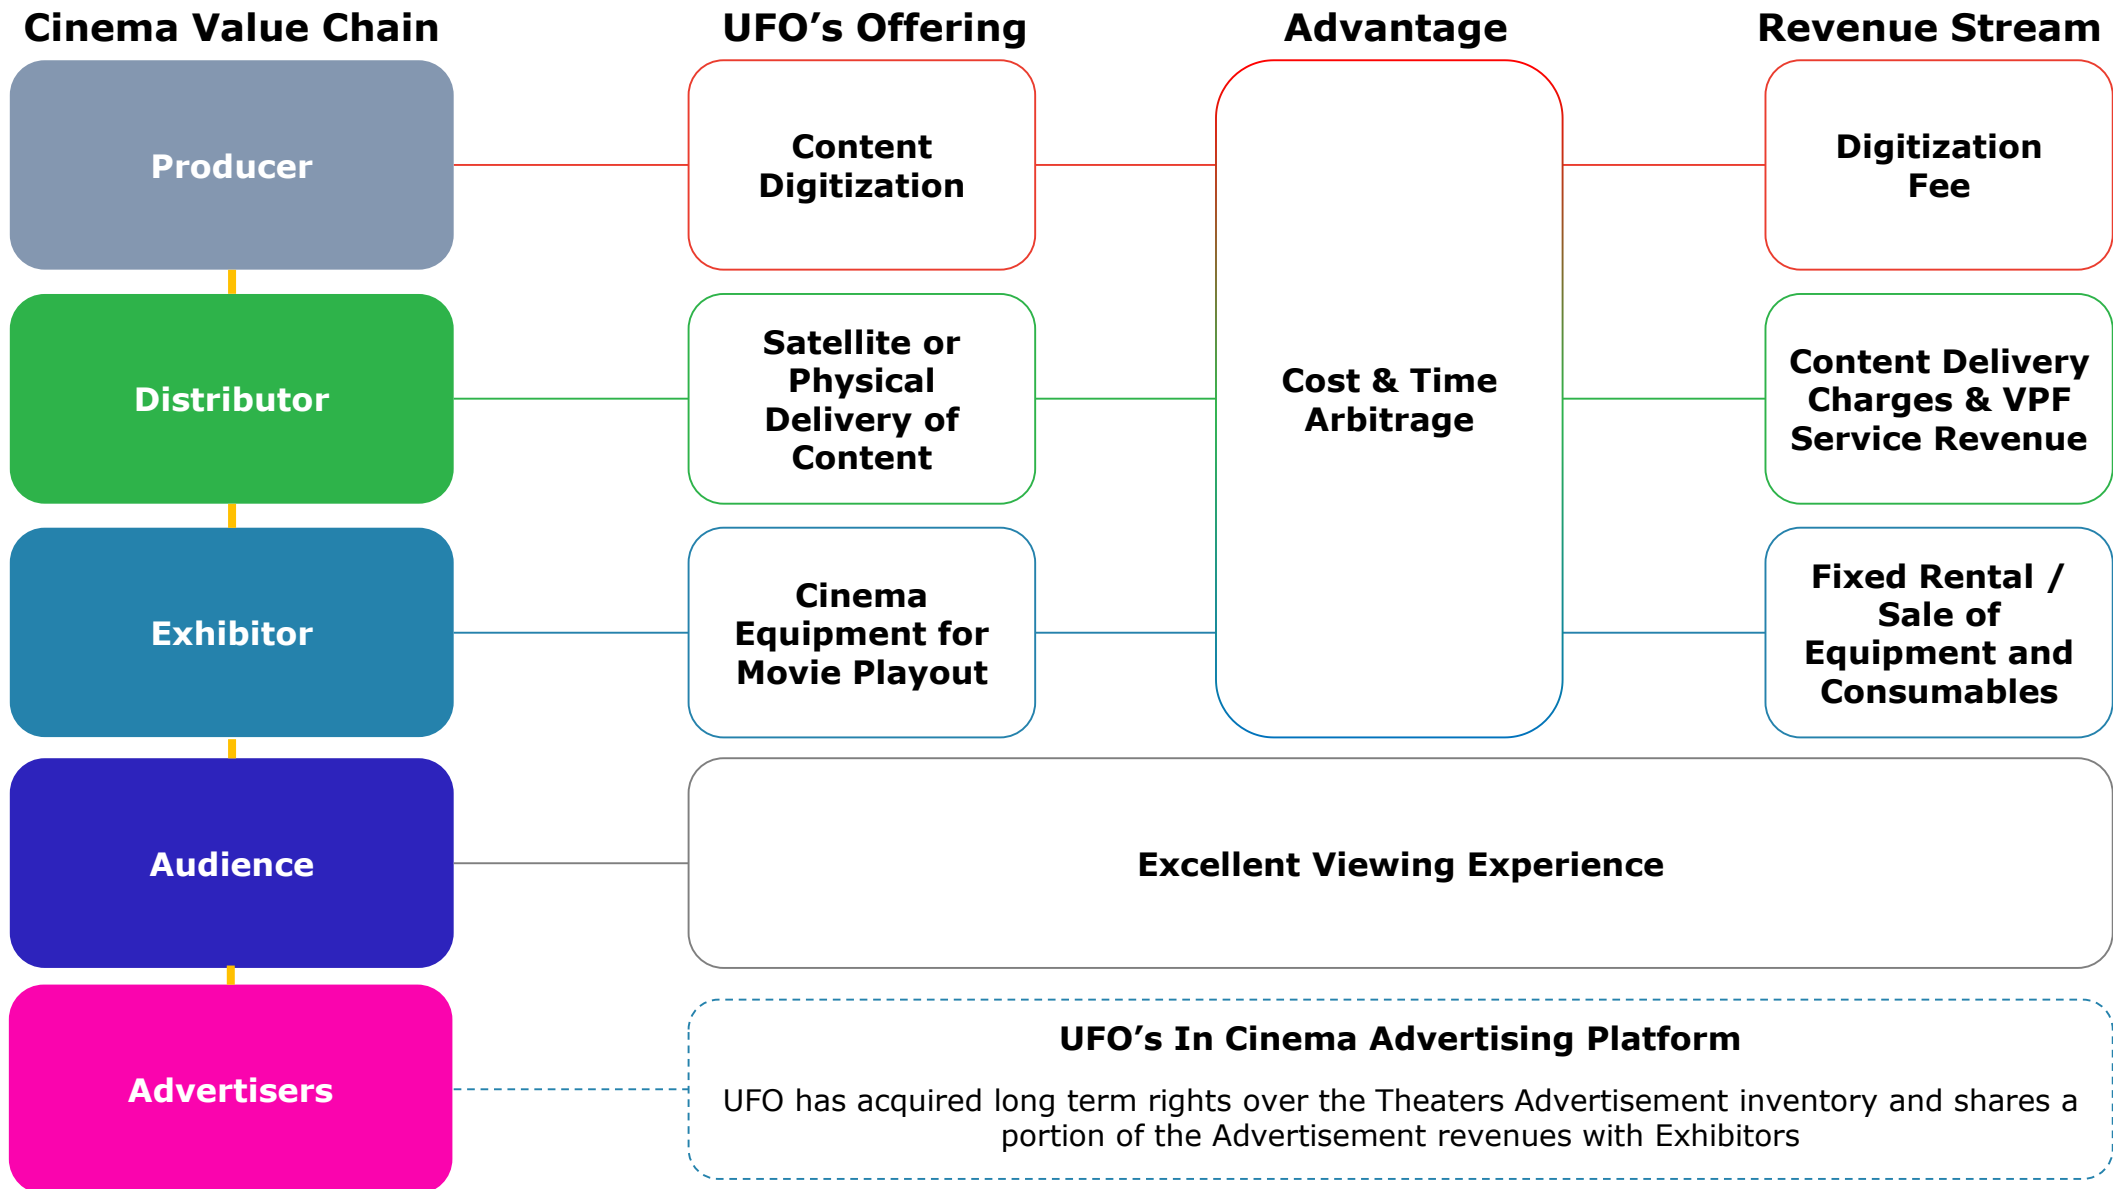 Cinema Value Chain
UFO’s Offering
Advantage
Revenue Stream
Producer
Content
Digitization
Cost & Time
Arbitrage
Digitization
Fee
Distributor
Satellite or
Physical
Delivery of
Content
Content Delivery
Charges & VPF
Service Revenue
Exhibitor
Cinema
Equipment for
Movie Playout
Fixed Rental /
Sale of
Equipment and
Consumables
Audience
Excellent Viewing Experience
Advertisers
UFO’s In Cinema Advertising Platform
UFO has acquired long term rights over the Theaters Advertisement inventory and shares a
portion of the Advertisement revenues with Exhibitors